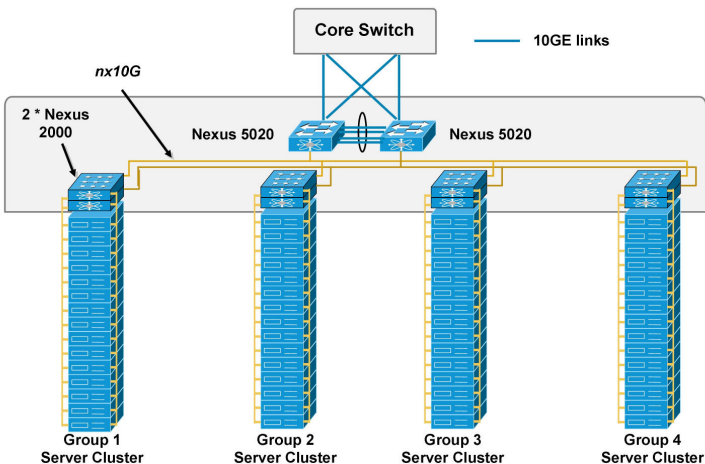 Core Switch
10GE links
nx10G
2 * Nexus
2000
Nexus 5020
Nexus 5020
Group 1
Server Cluster
Group 2
Server Cluster
Group 3
Server Cluster
Group 4
Server Cluster